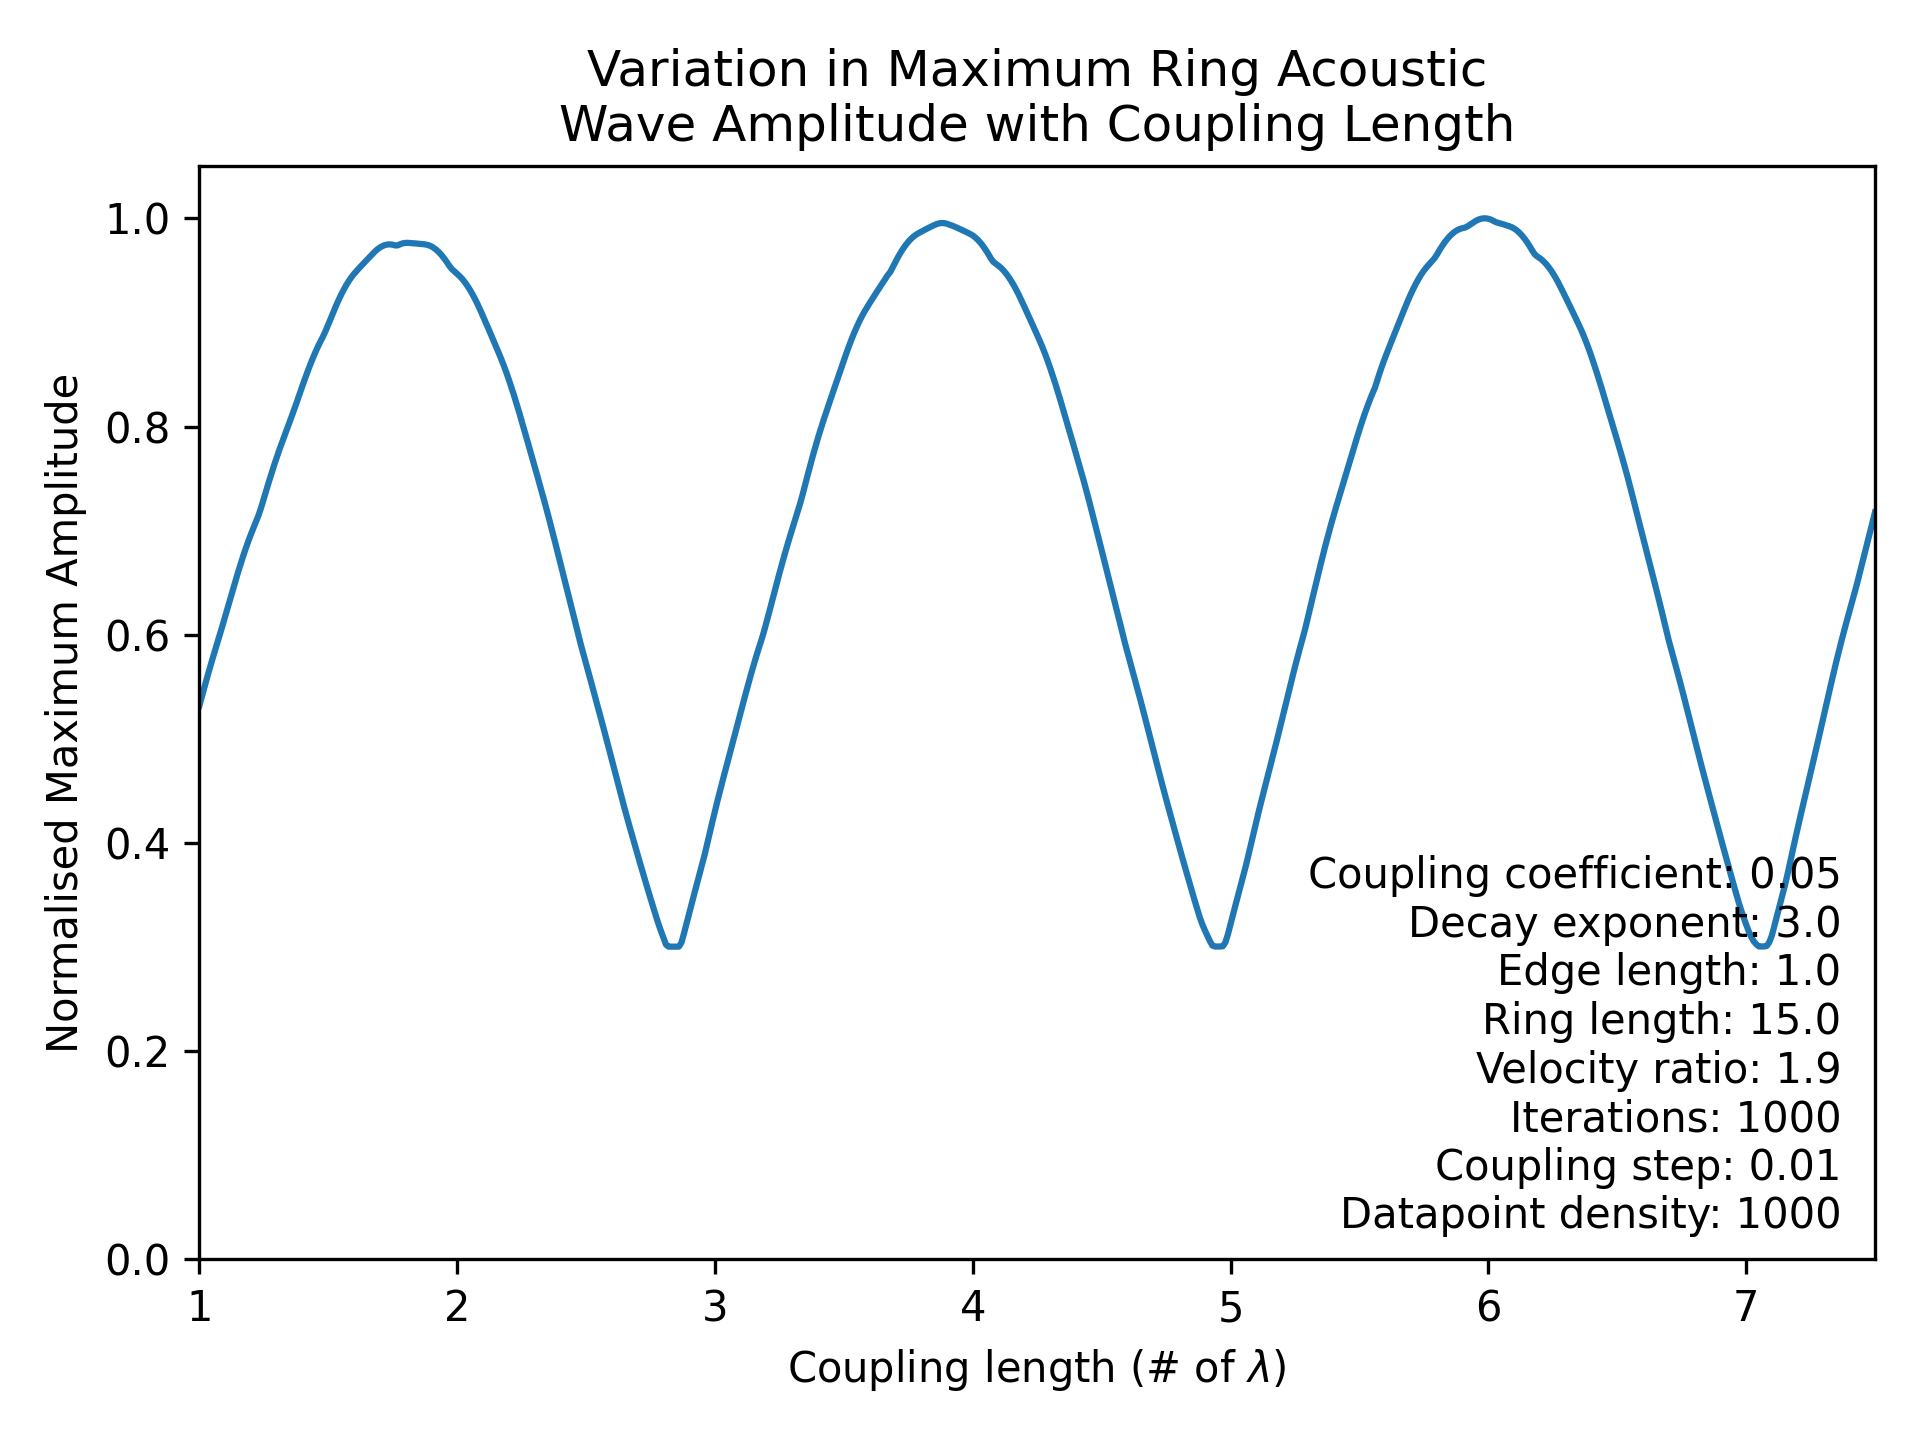 Variation in Maximum Ring Acoustic
Wave Amplitude with Coupling Length
Normalised Maximum Amplitude
1.0
0.8
0.6
0.4
0.2
0.0
Coupling coefficient: 0.05
Decay exponent: 3.0
Edge length: 1.0
Ring length: 15.0
Velocity ratio: 1.9
Iterations: 1000
Coupling step: 0.01
Datapoint density: 1000
1 2 3 4 5 6 7
Coupling length (# of λ)